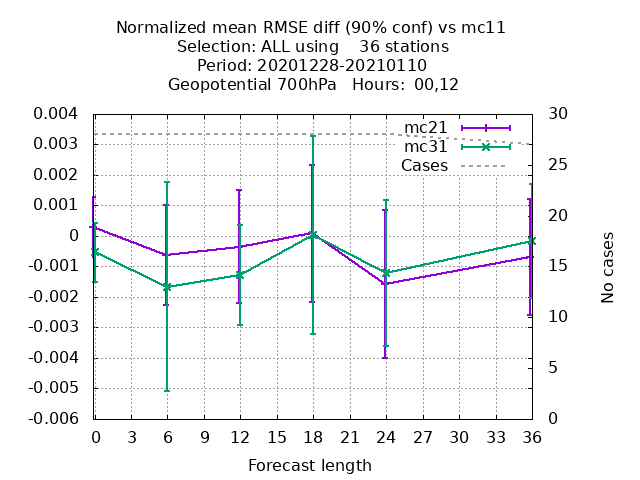 Normalized mean RMSE diff (90% conf) vs mc11
Selection: ALL using    36 stations
Period: 20201228-20210110
Geopotential 700hPa   Hours:  00,12
0.004
0.003
0.002
0.001
0
-0.001
-0.002
-0.003
-0.004
-0.005
-0.006
mc21
mc31
Cases
30
25
20
15
10
5
0
No cases
0 3 6 9 12 15 18 21 24 27 30 33 36
Forecast length